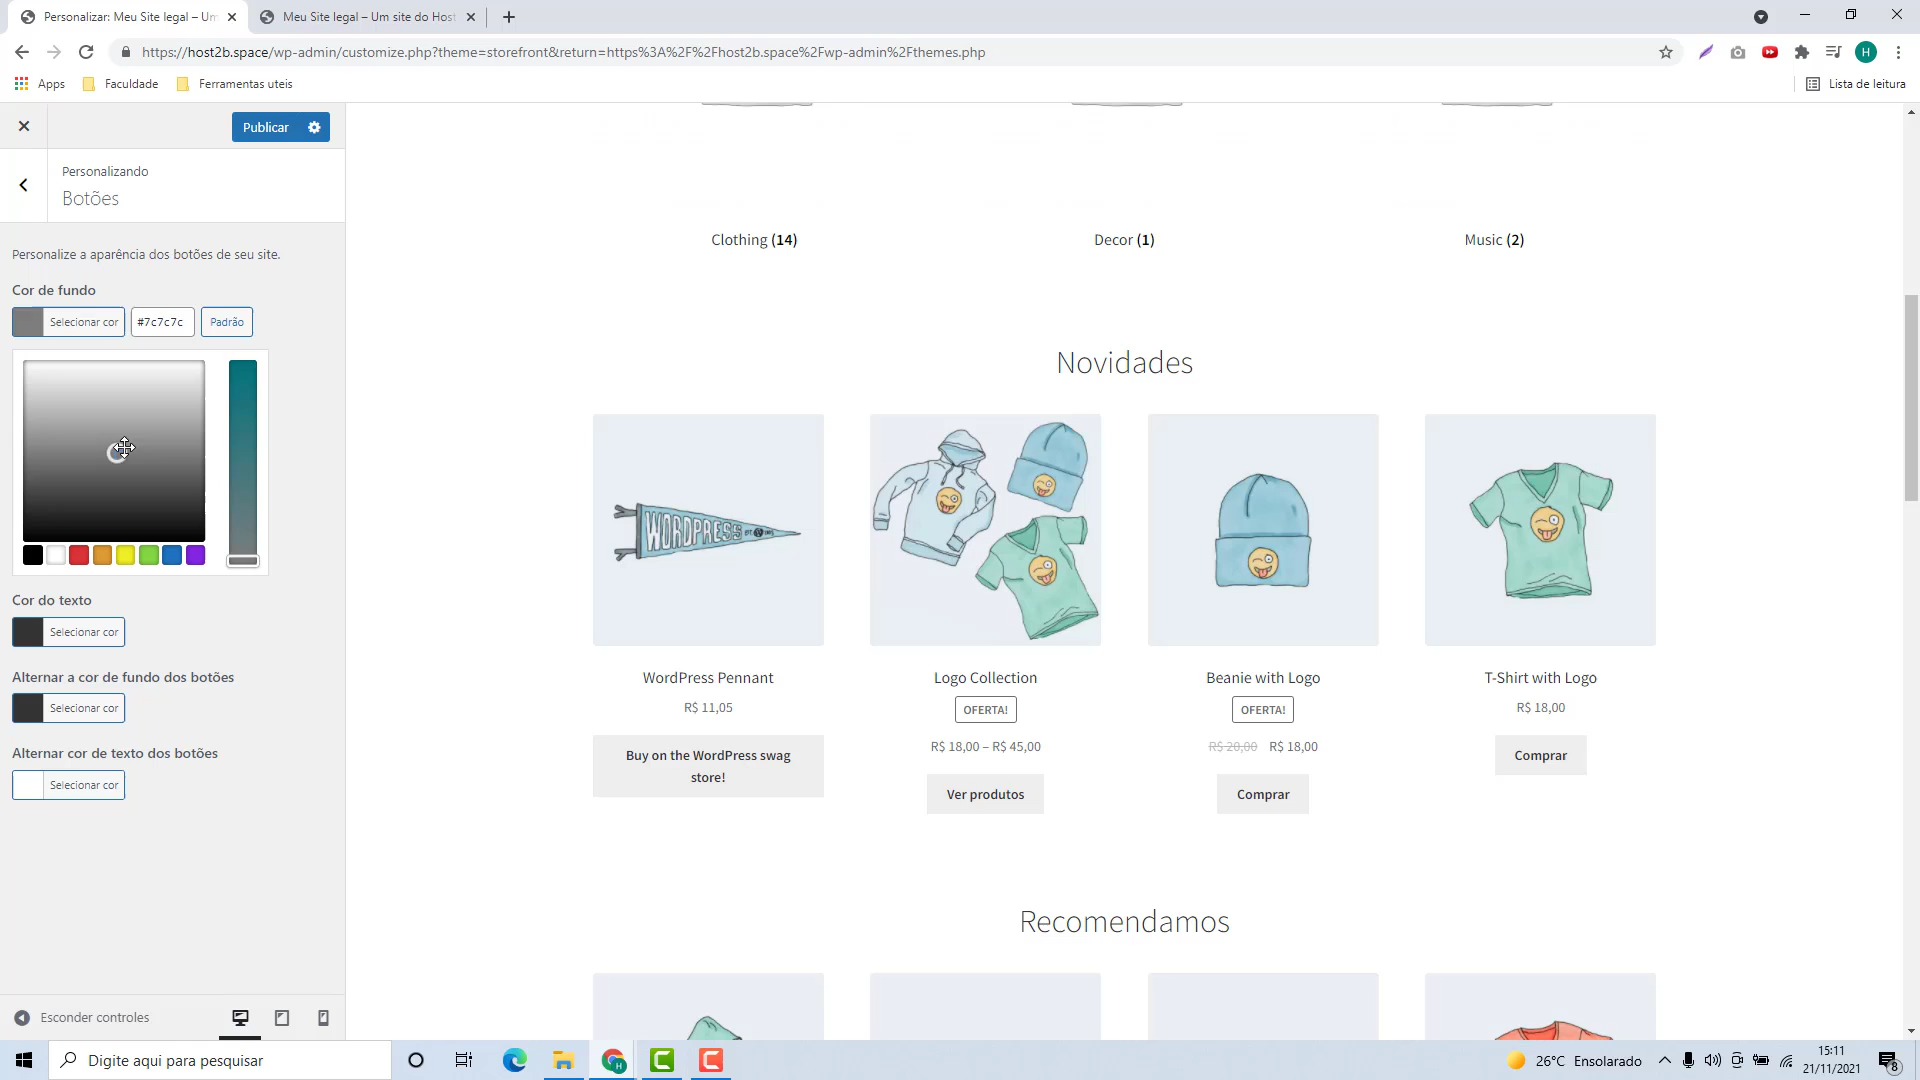 Personalizar: Meu Site legal – Um
Meu Site legal – Um site do Host
https://host2b.space/wp-admin/customize.php?theme=storefront&return=https%3A%2F%2Fhost2b.space%2Fwp-admin%2Fthemes.php
H
Apps
Faculdade
Ferramentas uteis
Lista de leitura
Publicar
Personalizando
Botões
Personalize a aparência dos botões de seu site.
Cor de fundo
Selecionar cor
#7c7c7c
Padrão
Cor do texto
Selecionar cor
Alternar a cor de fundo dos botões
Selecionar cor
Alternar cor de texto dos botões
Selecionar cor
Esconder controles
Clothing (14)
Decor (1)
Music (2)
Novidades
WORDPRESS
WordPress Pennant
R$ 11,05
Buy on the WordPress swag
store!
Logo Collection
OFERTA!
R$ 18,00 – R$ 45,00
Ver produtos
Beanie with Logo
OFERTA!
R$ 20,00 R$ 18,00
Comprar
T-Shirt with Logo
R$ 18,00
Comprar
Recomendamos
Digite aqui para pesquisar
26°C Ensolarado
15:11
21/11/2021
8